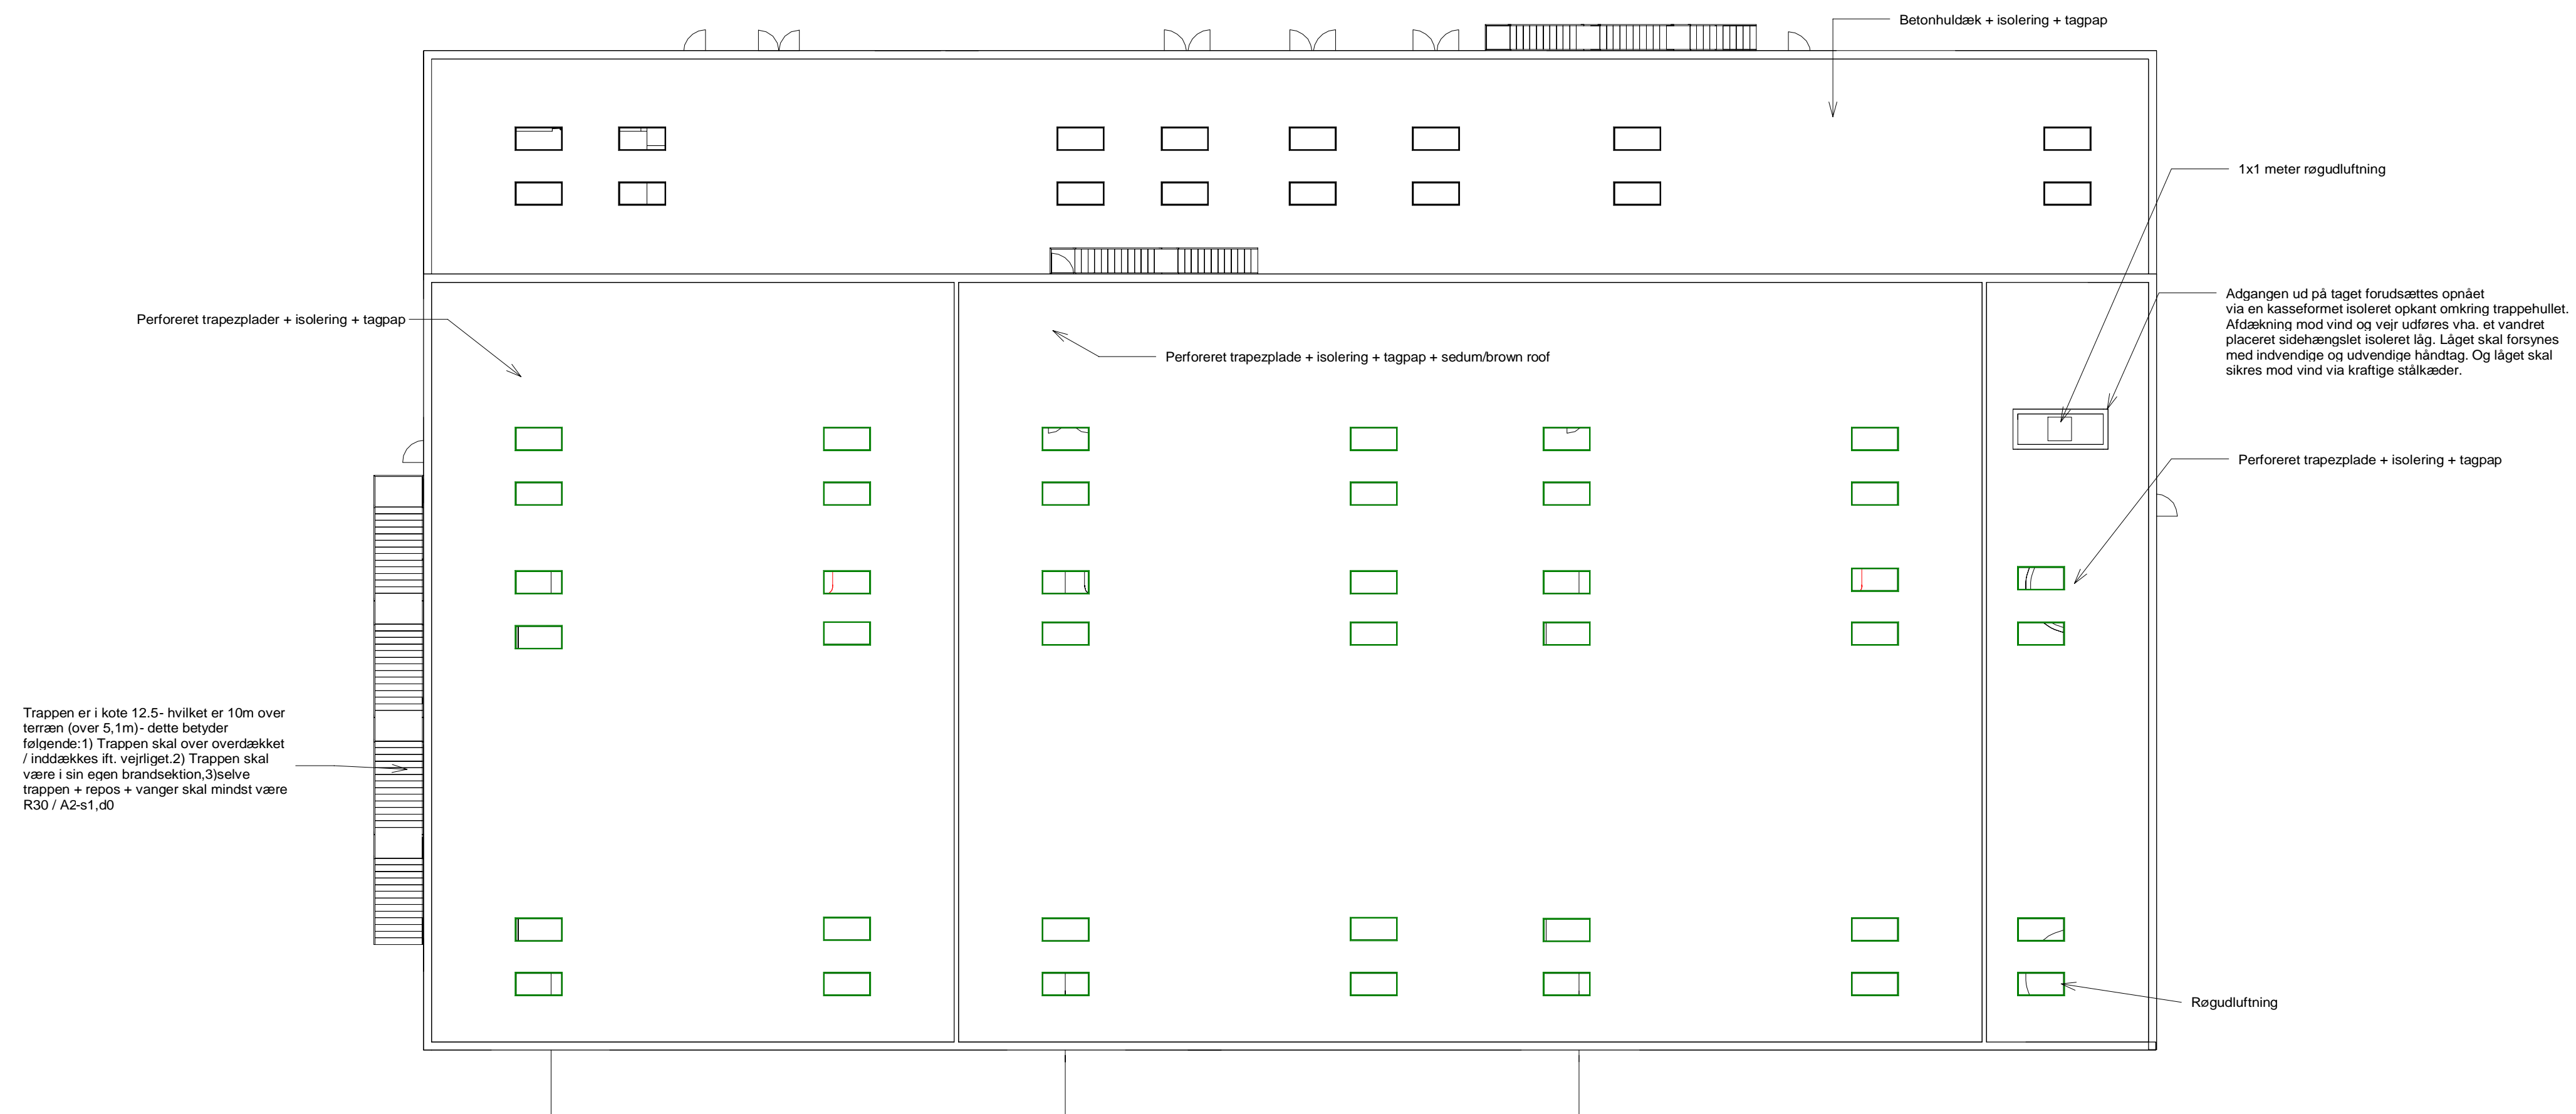 Betonhuldæk + isolering + tagpap
1x1 meter røgudluftning
Adgangen ud på taget forudsættes opnået
via en kasseformet isoleret opkant omkring trappehullet.
Afdækning mod vind og vejr udføres vha. et vandret
placeret sidehængslet isoleret låg. Låget skal forsynes
med indvendige og udvendige håndtag. Og låget skal
sikres mod vind via kraftige stålkæder.
Perforeret trapezplader + isolering + tagpap
Perforeret trapezplade + isolering + tagpap + sedum/brown roof
Perforeret trapezplade + isolering + tagpap
Trappen er i kote 12.5- hvilket er 10m over
terræn (over 5,1m)- dette betyder
følgende:1) Trappen skal over overdækket
/ inddækkes ift. vejrliget.2) Trappen skal
være i sin egen brandsektion,3)selve
trappen + repos + vanger skal mindst være
R30 / A2-s1,d0
Røgudluftning